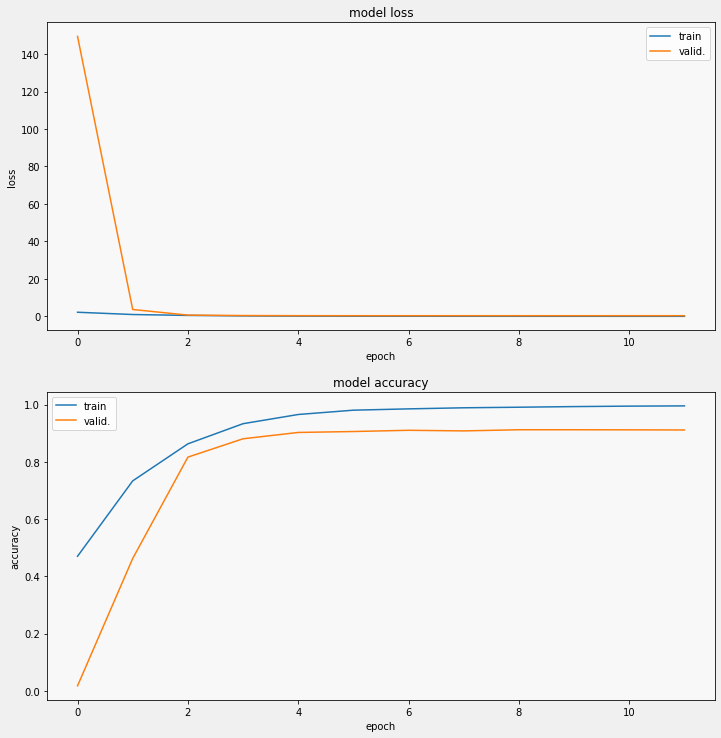 model loss
train
valid.
140
120
100
80
60
40
20
0
loss
0 2 4 6 8 10
epoch
model accuracy
train
valid.
1.0
0.8
0.6
0.4
0.2
0.0
accuracy
0 2 4 6 8 10
epoch